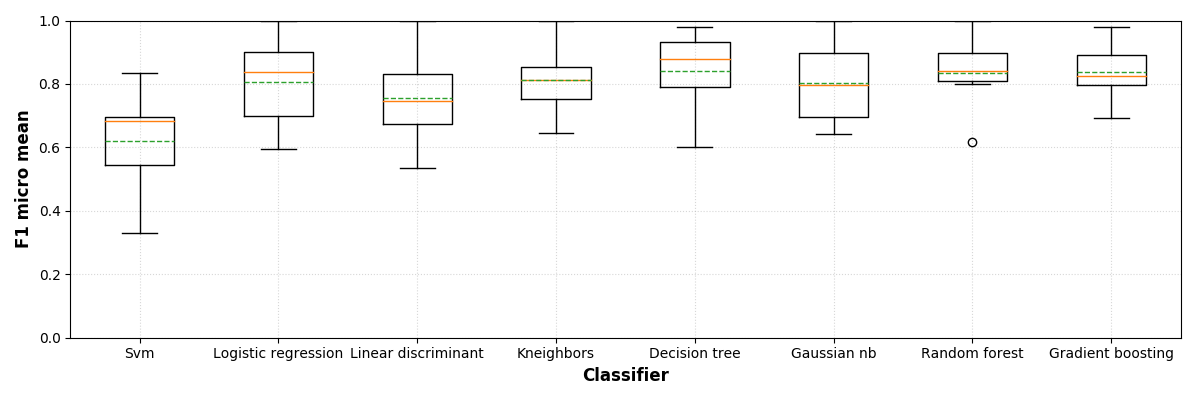 1.0
0.8
0.6
0.4
0.2
0.0
F1 micro mean
Svm Logistic regression Linear discriminant Kneighbors Decision tree Gaussian nb Random forest Gradient boosting
Classifier